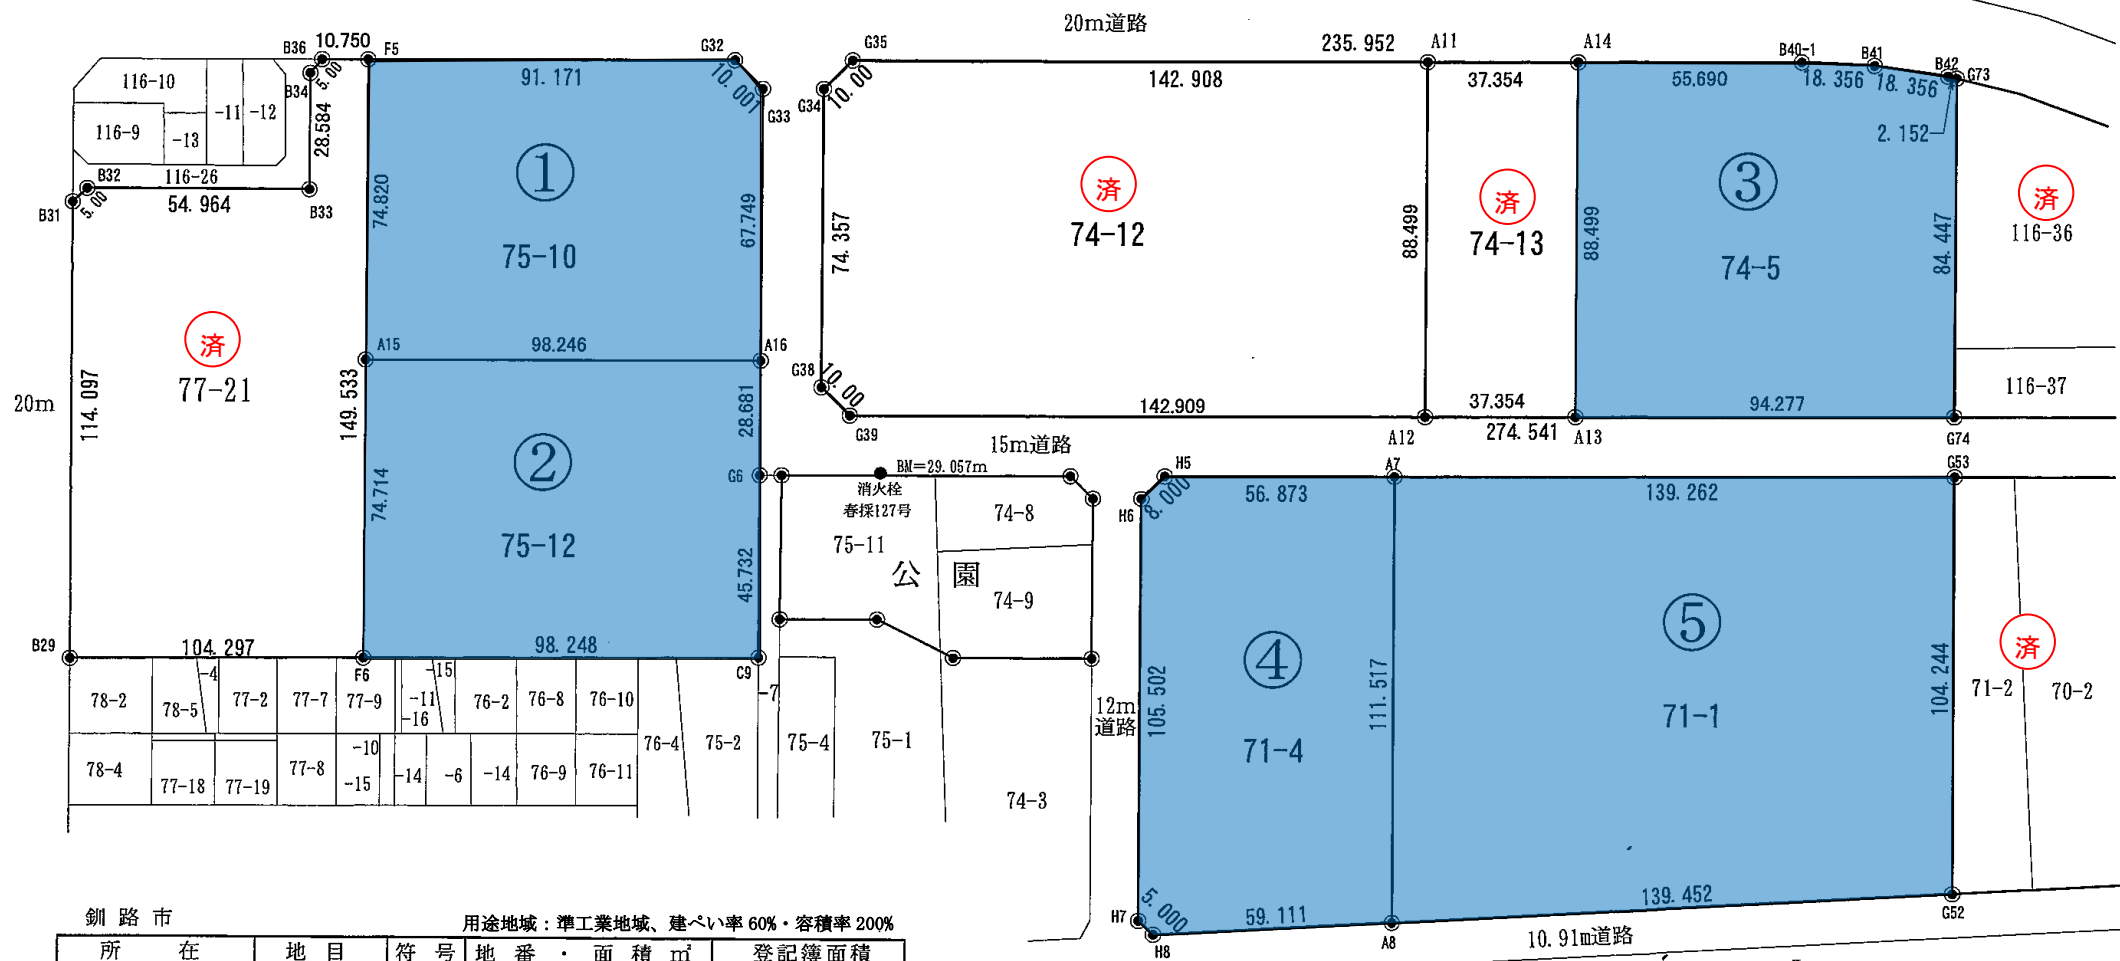 20m道路
B36
10.750
F5
G32
G35
235.952
A11
A14
B40-1
B41
B42
G73
116-10
5.00
91.171
10.001
10.00
142.908
37.354
55.690
18.356
18.356
B34
G33
G34
116-9
-13
-11
-12
28.584
2.152
①
済
済
③
済
116-26
B32
5.00
54.964
B33
B31
74.820
67.749
74.357
88.499
88.499
84.447
75-10
74-12
74-13
74-5
116-36
済
77-21
A15
98.246
A16
G38
10.00
20m
114.097
149.533
28.681
142.909
37.354
94.277
116-37
G39
A12
274.541
A13
G74
15m道路
②
74.714
75-12
G6
BM=29.057m
消火栓
春採127号
75-11
74-8
公園
74-9
45.732
H5
A7
G53
H6
8.000
56.873
139.262
④
⑤
済
105.502
111.517
104.244
71-4
71-1
71-2
70-2
12m
道路
B29
104.297
F6
98.248
C9
78-2
78-5
-4
77-2
77-7
77-9
-11
-16
-15
76-2
76-8
76-10
-7
78-4
77-18
77-19
77-8
-10
-15
-14
-6
-14
76-9
76-11
76-4
75-2
75-4
75-1
74-3
H7
5.000
H8
59.111
A8
139.452
G52
10.91m道路
釧路市
用途地域：準工業地域、建ぺい率60%・容積率200%
所在 地目 符号 地番・面積㎡ 登記簿面積